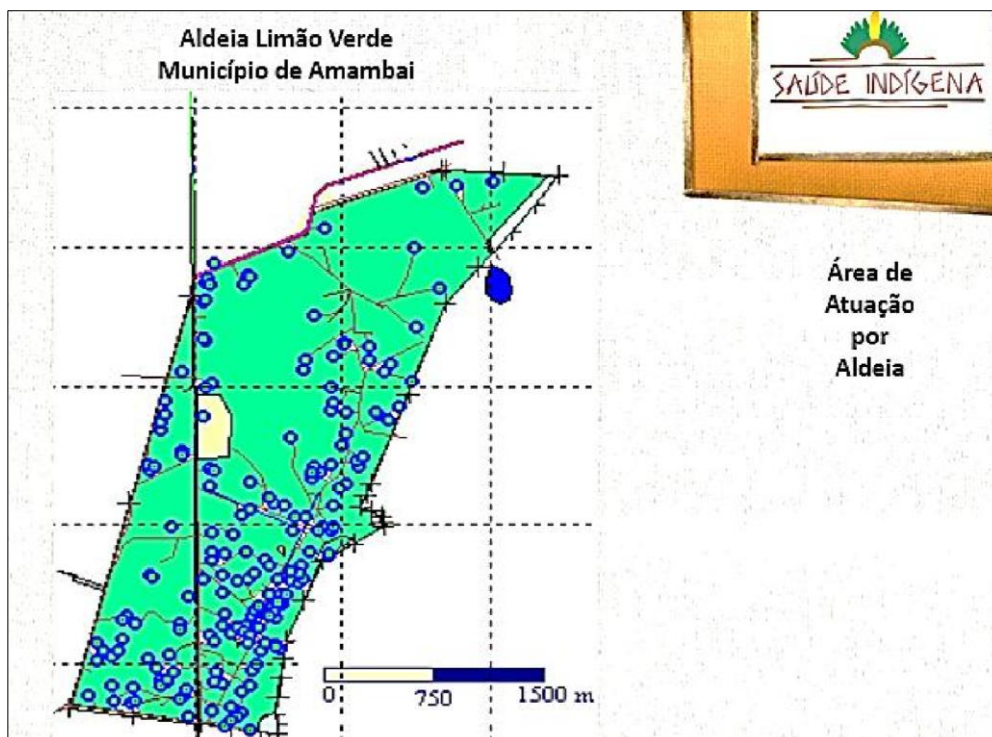 Aldeia Limão Verde
Município de Amambai
SAÚDE INDÍGENA
Área de
Atuação
por
Aldeia
0 750 1500 m